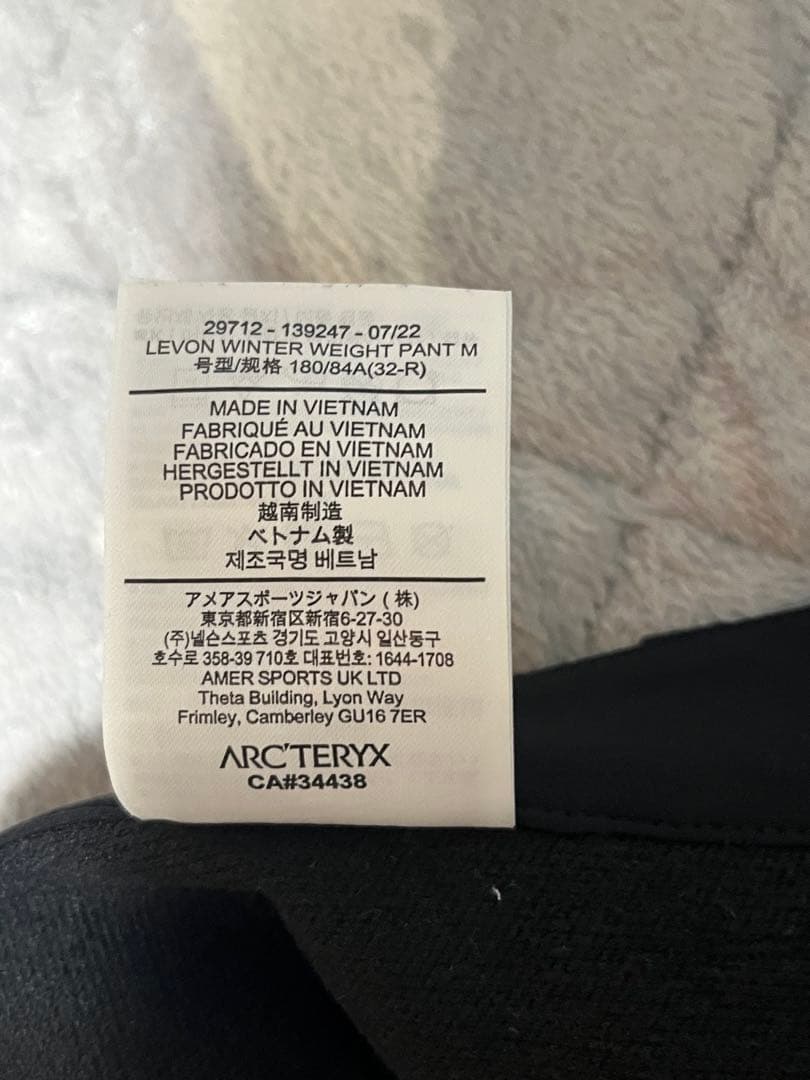 29712 - 139247 - 07/22
LEVON WINTER WEIGHT PANT M
号型/规格 180/84A(32-R)
MADE IN VIETNAM
FABRIQUÉ AU VIETNAM
FABRICADO EN VIETNAM
HERGESTELLT IN VIETNAM
PRODOTTO IN VIETNAM
越南制造
ベトナム製
제조국명 베트남
アメアスポーツジャパン ( 株)
東京都新宿区新宿6-27-30
(주)넬슨스포츠 경기도 고양시 일산동구
호수로 358-39 710호 대표번호: 1644-1708
AMER SPORTS UK LTD
Theta Building, Lyon Way
Frimley, Camberley GU16 7ER
ARC'TERYX
CA#34438